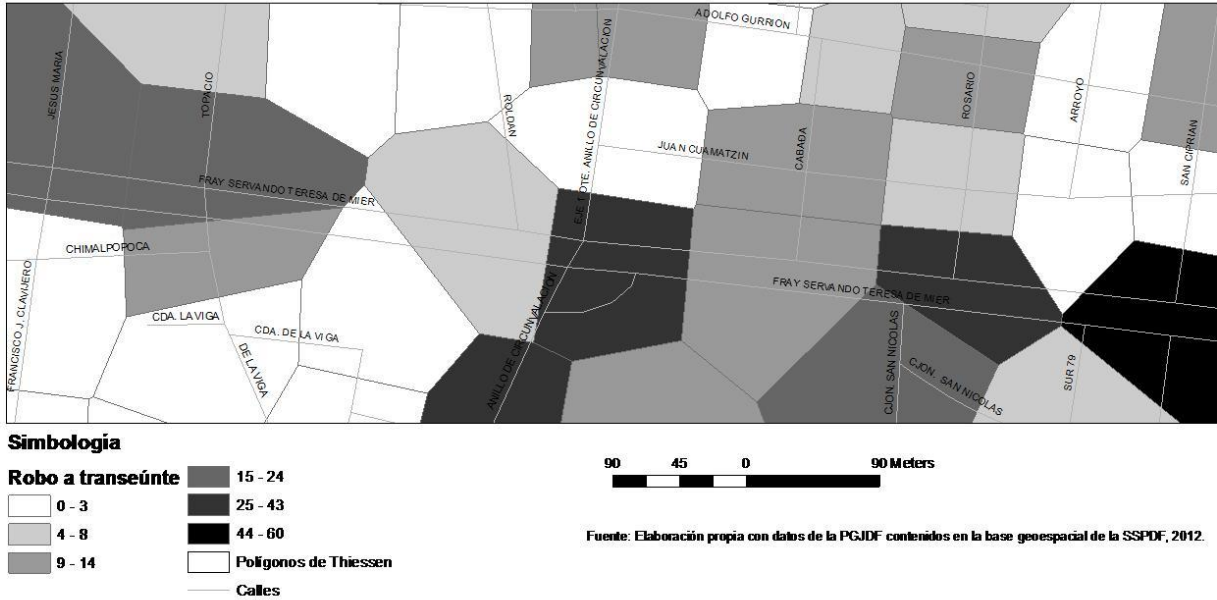 ADOLFO GURRION
JESUS MARIA
TOPACIO
ROLDAN
EJE 1 OTE. ANILLO DE CIRCUNVALACION
CABADA
ROSARIO
ARROYO
SAN CIPRIAN
JUAN CUAMATZIN
FRAY SERVANDO TERESA DE MIER
CHIMALPOPOCA
FRAY SERVANDO TERESA DE MIER
FRANCISCO J. CLAVIJERO
CDA. LA VIGA
CDA. DE LA VIGA
DE LA VIGA
ANILLO DE CIRCUNVALACION
CJON. SAN NICOLAS
CJON. SAN NICOLAS
SUR 79
Simbología
Robo a transeúnte
0 - 3
4 - 8
9 - 14
15 - 24
25 - 43
44 - 60
Polígonos de Thiessen
Calles
90 45 0 90 Meters
Fuente: Elaboración propia con datos de la PGJDF contenidos en la base geoespacial de la SSPDF, 2012.